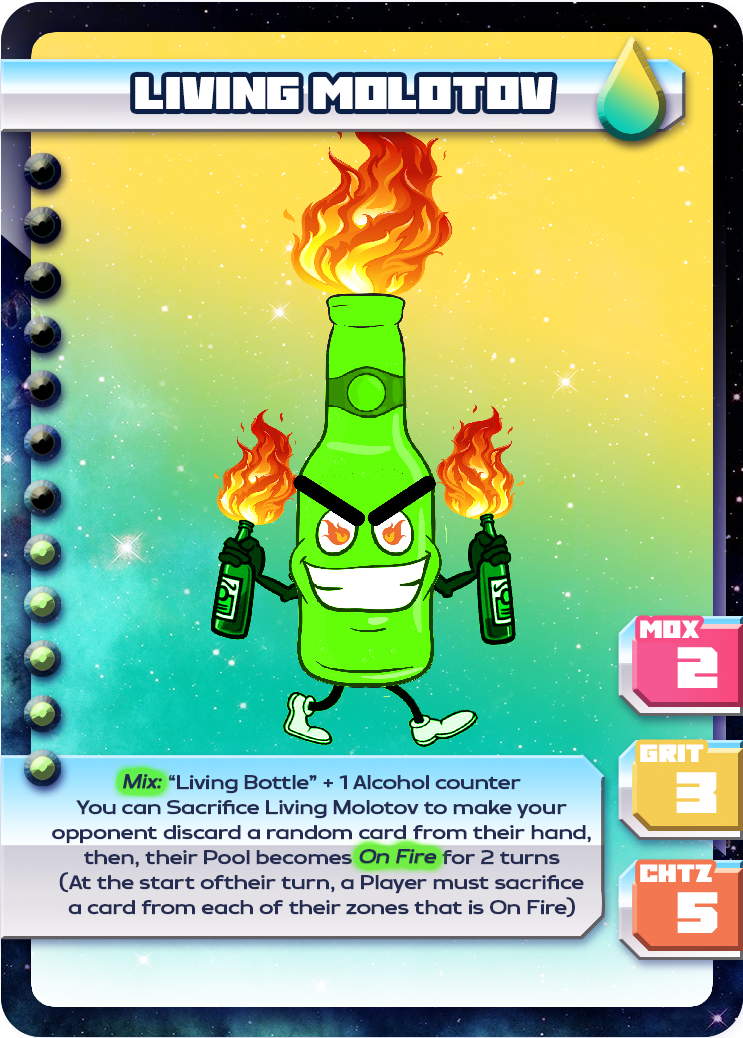 LIVING MOLOTOV
MOX
2
GRIT
3
CHTZ
5
Mix: “Living Bottle” + 1 Alcohol counter
You can Sacrifice Living Molotov to make your
opponent discard a random card from their hand,
then, their Pool becomes On Fire for 2 turns
(At the start oftheir turn, a Player must sacrifice
a card from each of their zones that is On Fire)